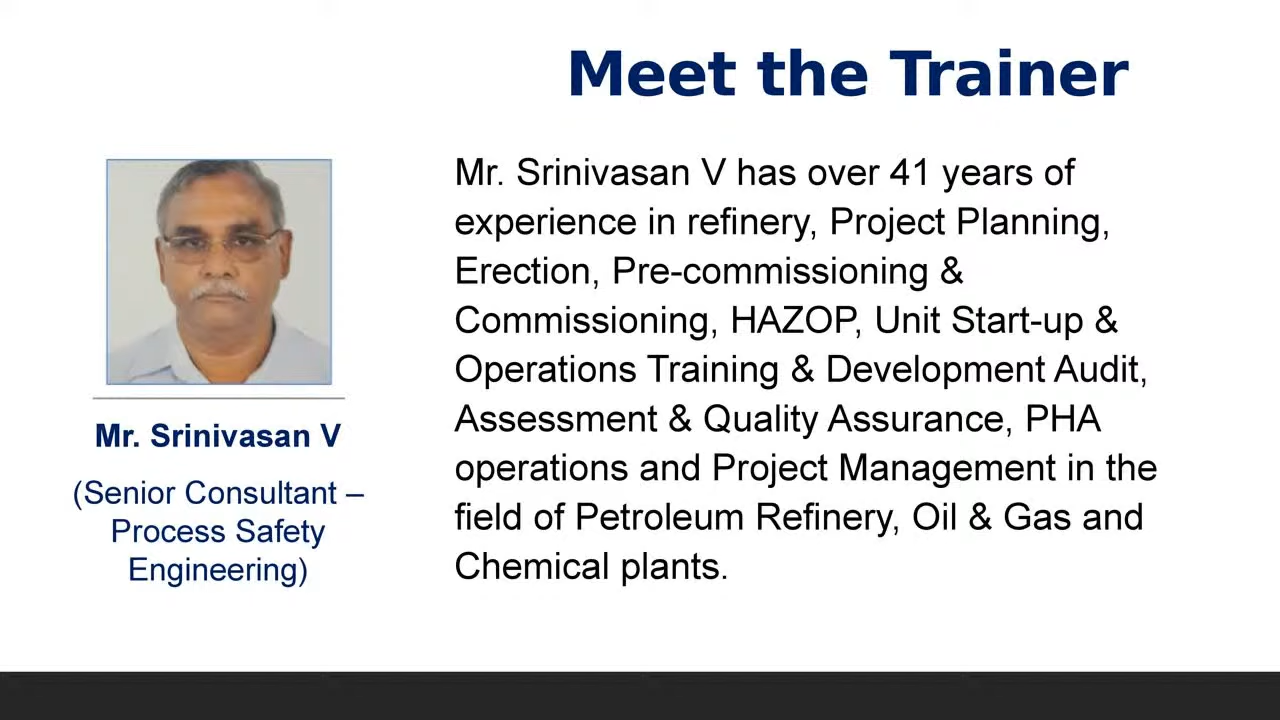 Meet the Trainer
Mr. Srinivasan V has over 41 years of
experience in refinery, Project Planning,
Erection, Pre-commissioning &
Commissioning, HAZOP, Unit Start-up &
Operations Training & Development Audit,
Assessment & Quality Assurance, PHA
operations and Project Management in the
field of Petroleum Refinery, Oil & Gas and
Chemical plants.
Mr. Srinivasan V
(Senior Consultant –
Process Safety
Engineering)